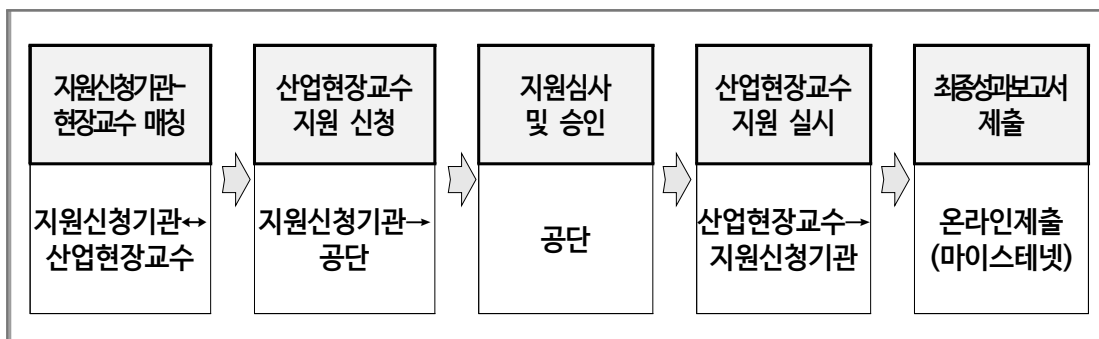 지원신청기관-
현장교수 매칭
지원신청기관↔
산업현장교수
산업현장교수
지원 신청
지원신청기관→
공단
지원심사
및 승인
공단
산업현장교수
지원 실시
산업현장교수→
지원신청기관
최종성과보고서
제출
온라인제출
(마이스테넷)